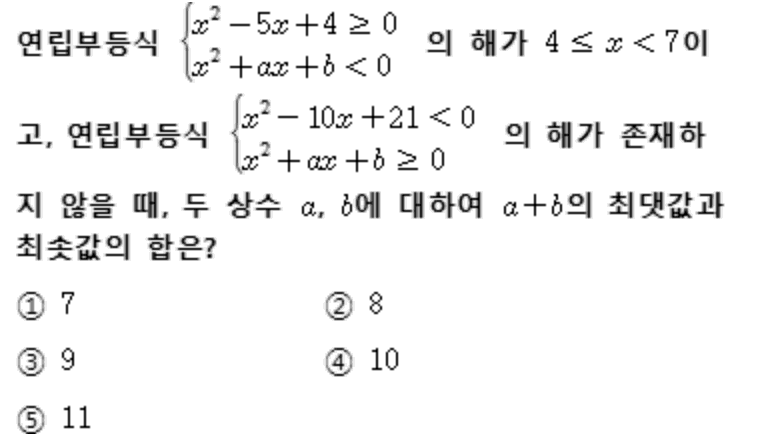 연립부등식 {x² − 5x + 4 ≥ 0, x² + ax + b < 0 의 해가 4 ≤ x < 7이
고, 연립부등식 {x² − 10x + 21 < 0, x² + ax + b ≥ 0 의 해가 존재하
지 않을 때, 두 상수 a, b에 대하여 a+b의 최댓값과
최솟값의 합은?
① 7 ② 8
③ 9 ④ 10
⑤ 11